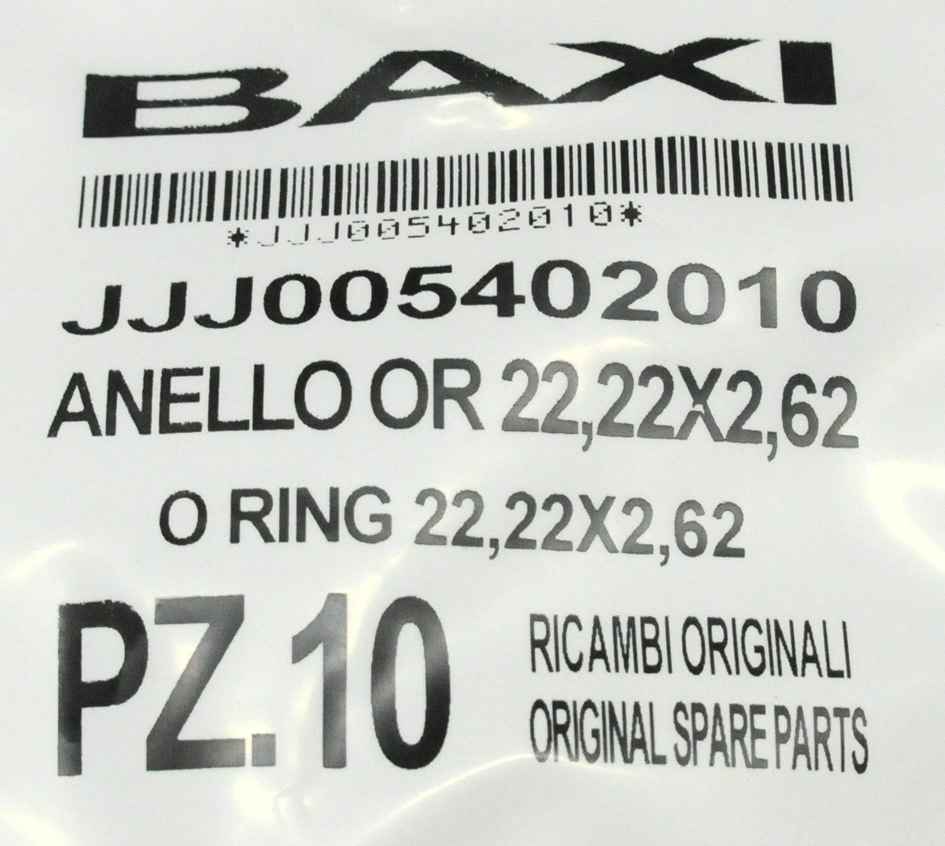 BAXI
*JJJ005402010*
JJJ005402010
ANELLO OR 22,22X2,62
O RING 22,22X2,62
PZ.10
RICAMBI ORIGINALI
ORIGINAL SPARE PARTS